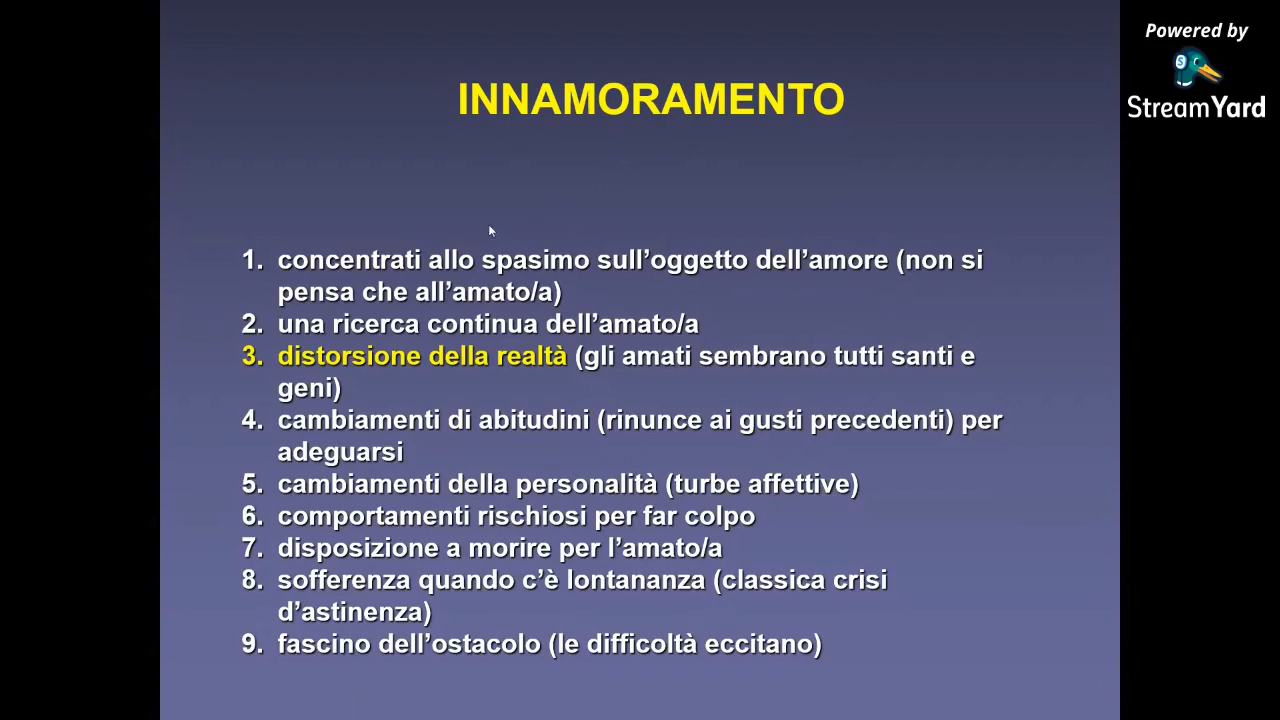 Powered by
StreamYard
INNAMORAMENTO
1. concentrati allo spasimo sull’oggetto dell’amore (non si
pensa che all’amato/a)
2. una ricerca continua dell’amato/a
3. distorsione della realtà (gli amati sembrano tutti santi e
geni)
4. cambiamenti di abitudini (rinunce ai gusti precedenti) per
adeguarsi
5. cambiamenti della personalità (turbe affettive)
6. comportamenti rischiosi per far colpo
7. disposizione a morire per l’amato/a
8. sofferenza quando c’è lontananza (classica crisi
d’astinenza)
9. fascino dell’ostacolo (le difficoltà eccitano)